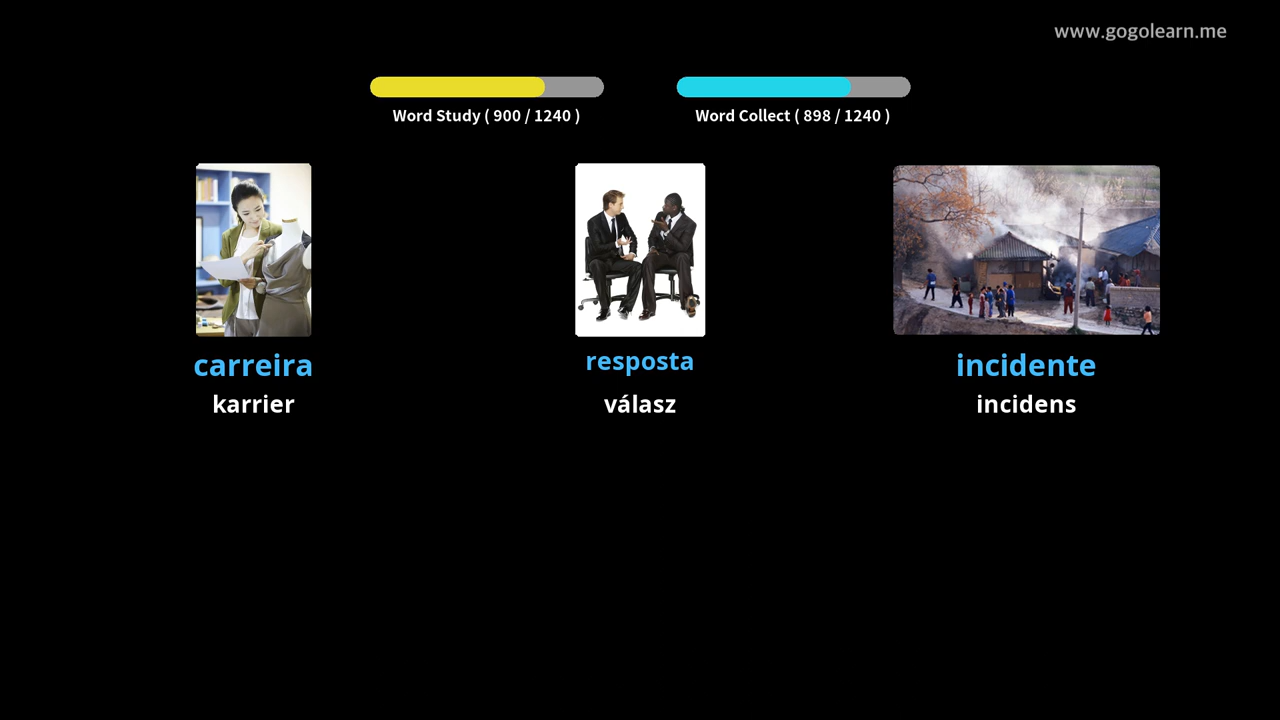 www.gogolearn.me
Word Study ( 900 / 1240 )
Word Collect ( 898 / 1240 )
carreira
karrier
resposta
válasz
incidente
incidens